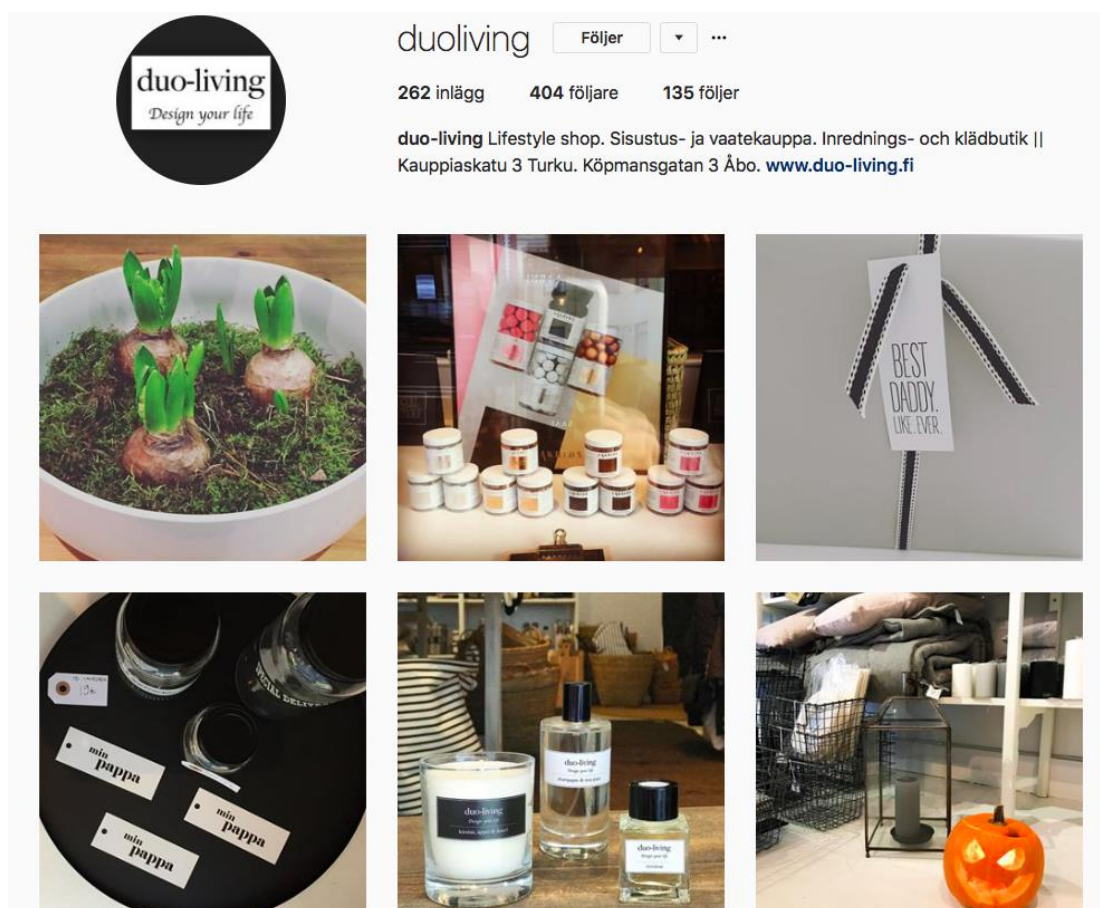 duo-living
Design your life
duoliving Följer ▼ •••
262 inlägg 404 följare 135 följer
duo-living Lifestyle shop. Sisustus- ja vaatekauppa. Inrednings- och klädbutik ||
Kauppiaskatu 3 Turku. Köpmansgatan 3 Åbo. www.duo-living.fi
BEST
DADDY.
LIKE. EVER.
19€
SPECIAL DELIVERY
min
pappa
min
pappa
min
pappa
duo-living
Design your life
duo-living
Design your life
duo-living
Design your life